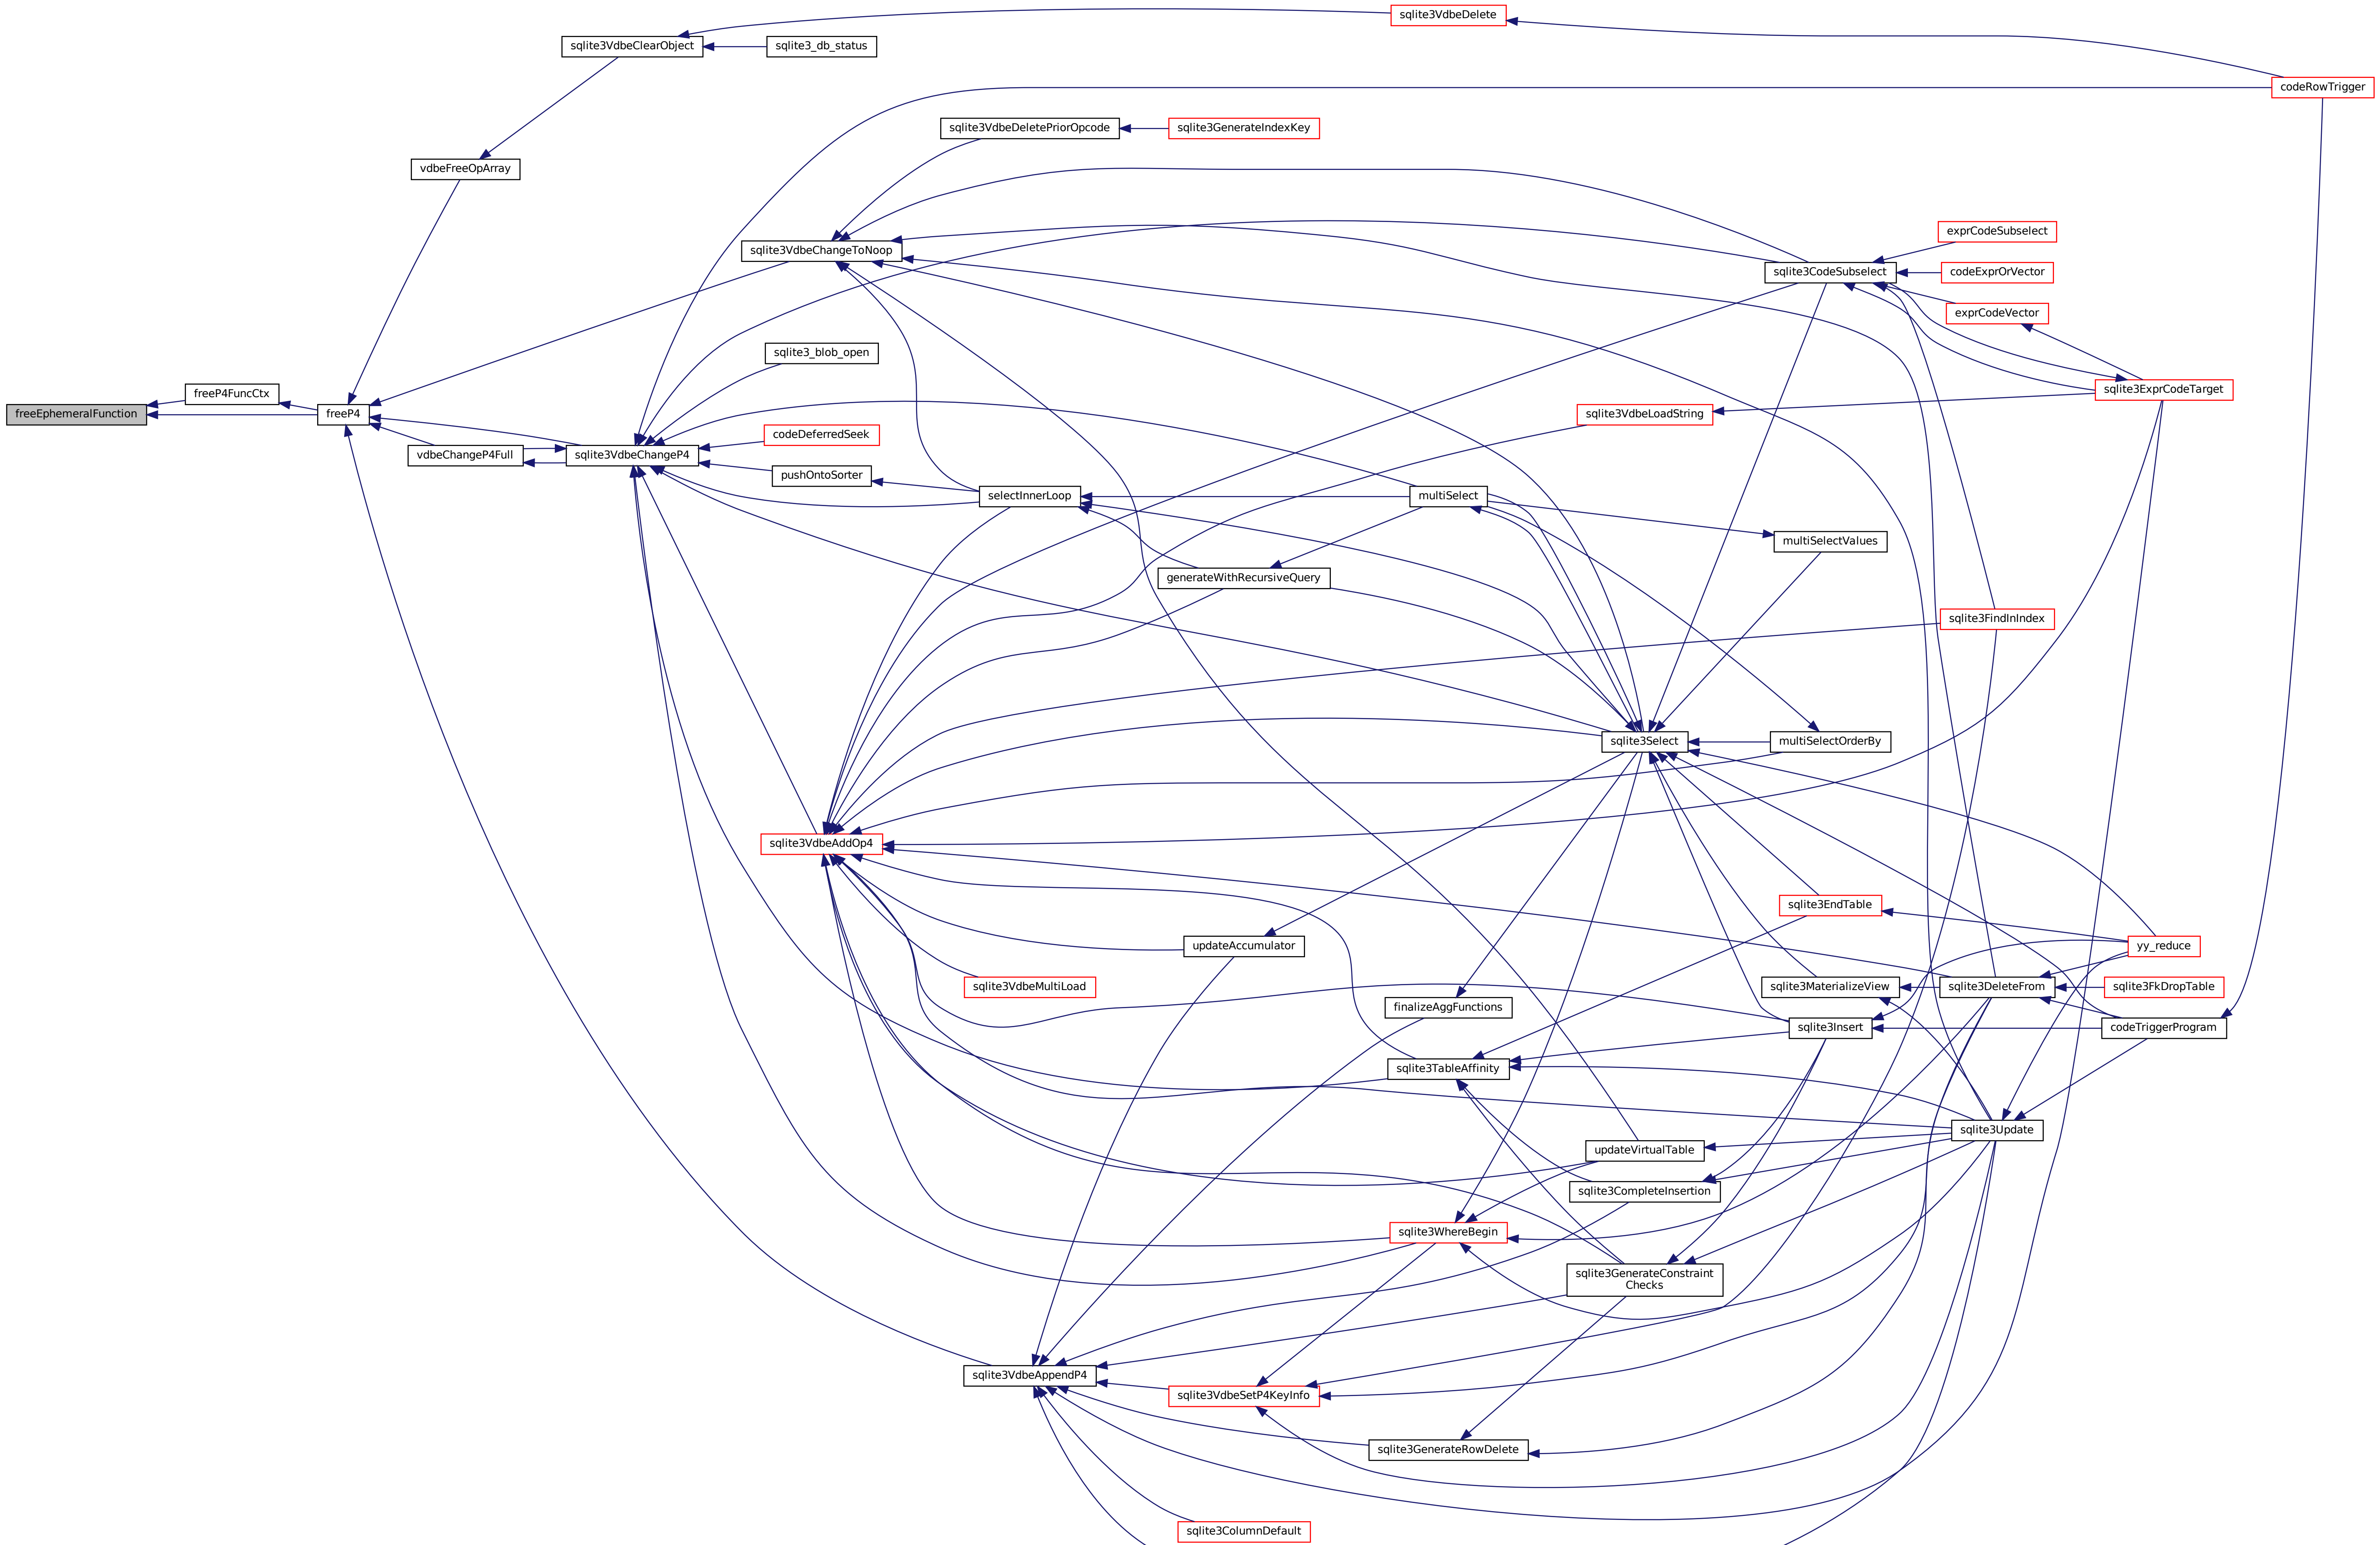 sqlite3VdbeDelete
sqlite3VdbeClearObject
sqlite3_db_status
codeRowTrigger
sqlite3VdbeDeletePriorOpcode
sqlite3GenerateIndexKey
vdbeFreeOpArray
exprCodeSubselect
sqlite3VdbeChangeToNoop
sqlite3CodeSubselect
codeExprOrVector
exprCodeVector
sqlite3_blob_open
freeP4FuncCtx
sqlite3ExprCodeTarget
freeEphemeralFunction
freeP4
sqlite3VdbeLoadString
codeDeferredSeek
vdbeChangeP4Full
sqlite3VdbeChangeP4
pushOntoSorter
selectInnerLoop
multiSelect
multiSelectValues
generateWithRecursiveQuery
sqlite3FindInIndex
sqlite3Select
multiSelectOrderBy
sqlite3VdbeAddOp4
sqlite3EndTable
updateAccumulator
yy_reduce
sqlite3VdbeMultiLoad
sqlite3MaterializeView
sqlite3DeleteFrom
sqlite3FkDropTable
finalizeAggFunctions
sqlite3Insert
codeTriggerProgram
sqlite3TableAffinity
sqlite3Update
updateVirtualTable
sqlite3CompleteInsertion
sqlite3WhereBegin
sqlite3GenerateConstraint
Checks
sqlite3VdbeAppendP4
sqlite3VdbeSetP4KeyInfo
sqlite3GenerateRowDelete
sqlite3ColumnDefault